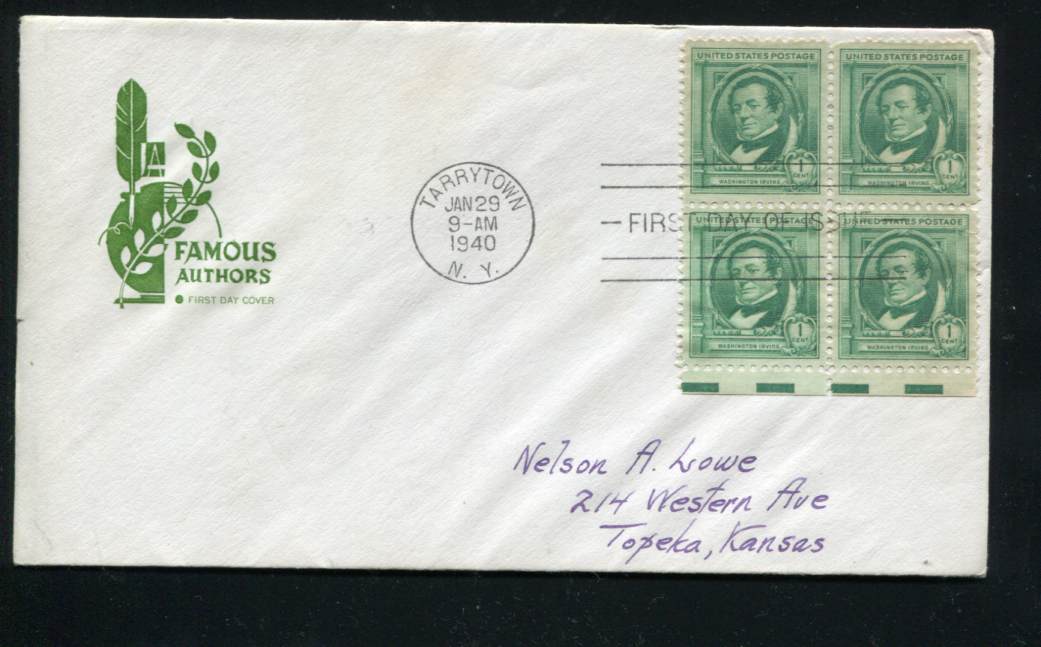 FAMOUS
AUTHORS
FIRST DAY COVER
TARRYTOWN
JAN 29
9-AM
1940
N. Y.
FIRST DAY OF ISSUE
UNITED STATES POSTAGE
1
CENT
WASHINGTON IRVING
UNITED STATES POSTAGE
1
CENT
WASHINGTON IRVING
UNITED STATES POSTAGE
1
CENT
WASHINGTON IRVING
UNITED STATES POSTAGE
1
CENT
WASHINGTON IRVING
Nelson A. Lowe
214 Western Ave
Topeka, Kansas